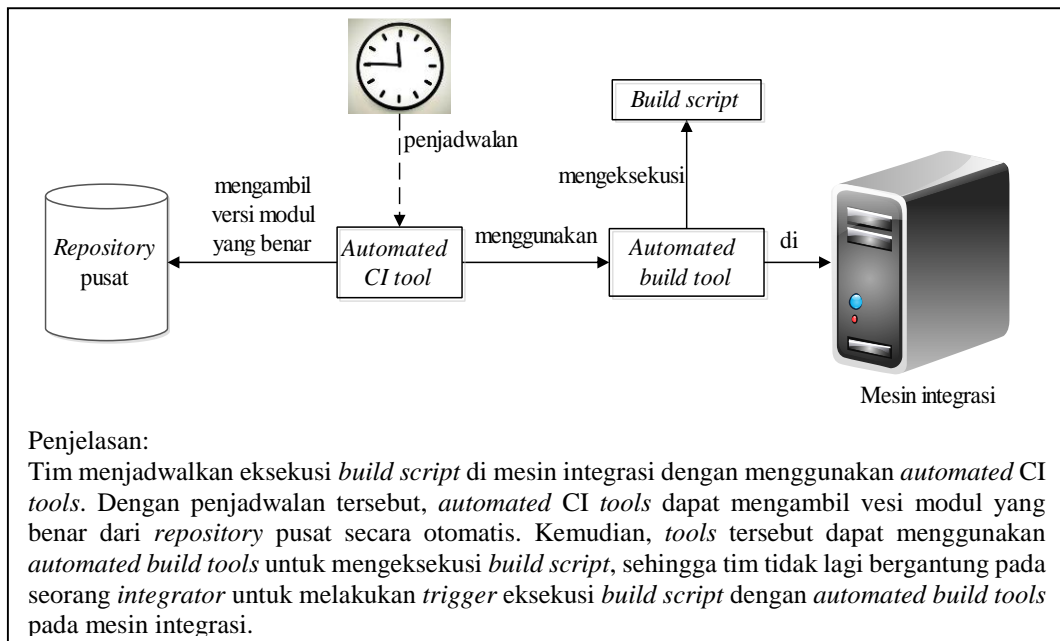 Build script
penjadwalan
mengeksekusi
mengambil
versi modul
yang benar
Repository
pusat
Automated
CI tool
menggunakan
Automated
build tool
di
Mesin integrasi
Penjelasan:
Tim menjadwalkan eksekusi build script di mesin integrasi dengan menggunakan automated CI
tools. Dengan penjadwalan tersebut, automated CI tools dapat mengambil vesi modul yang
benar dari repository pusat secara otomatis. Kemudian, tools tersebut dapat menggunakan
automated build tools untuk mengeksekusi build script, sehingga tim tidak lagi bergantung pada
seorang integrator untuk melakukan trigger eksekusi build script dengan automated build tools
pada mesin integrasi.